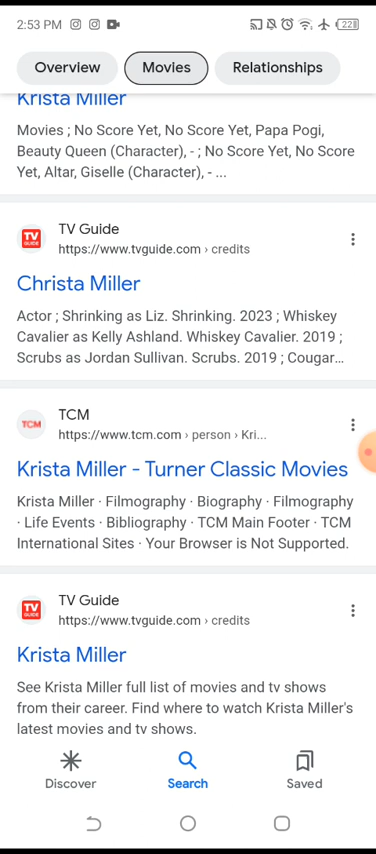 2:53 PM
22
Overview
Movies
Relationships
Krista Miller
Movies ; No Score Yet, No Score Yet, Papa Pogi,
Beauty Queen (Character), - ; No Score Yet, No Score
Yet, Altar, Giselle (Character), - ...
TV Guide
https://www.tvguide.com › credits
TV
GUIDE
Christa Miller
Actor ; Shrinking as Liz. Shrinking. 2023 ; Whiskey
Cavalier as Kelly Ashland. Whiskey Cavalier. 2019 ;
Scrubs as Jordan Sullivan. Scrubs. 2019 ; Cougar...
TCM
https://www.tcm.com › person › Kri...
TCM
Krista Miller - Turner Classic Movies
Krista Miller · Filmography · Biography · Filmography
· Life Events · Bibliography · TCM Main Footer · TCM
International Sites · Your Browser is Not Supported.
TV Guide
https://www.tvguide.com › credits
TV
GUIDE
Krista Miller
See Krista Miller full list of movies and tv shows
from their career. Find where to watch Krista Miller's
latest movies and tv shows.
Discover
Search
Saved